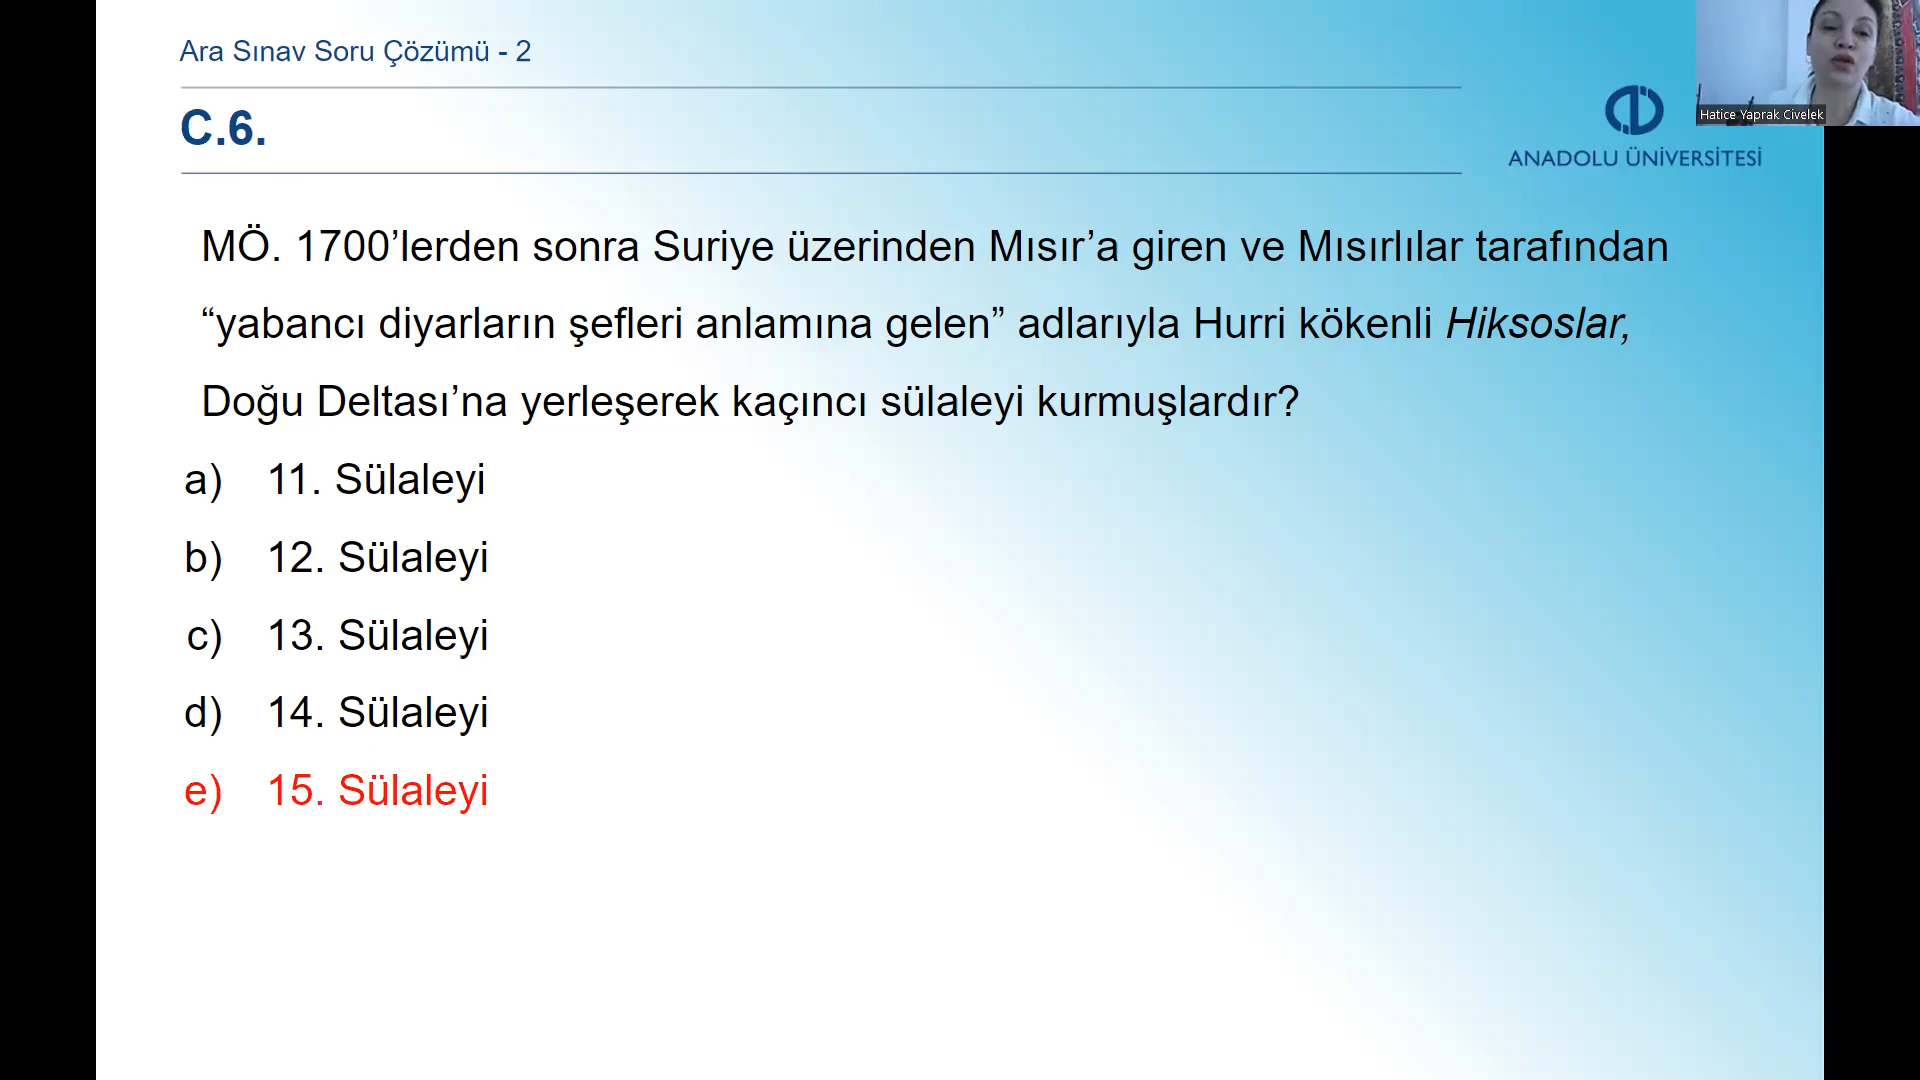 Ara Sınav Soru Çözümü - 2
C.6.
ANADOLU ÜNİVERSİTESİ
Hatice Yaprak Civelek
MÖ. 1700’lerden sonra Suriye üzerinden Mısır’a giren ve Mısırlılar tarafından
“yabancı diyarların şefleri anlamına gelen” adlarıyla Hurri kökenli Hiksoslar,
Doğu Deltası’na yerleşerek kaçıncı sülaleyi kurmuşlardır?
a) 11. Sülaleyi
b) 12. Sülaleyi
c) 13. Sülaleyi
d) 14. Sülaleyi
e) 15. Sülaleyi